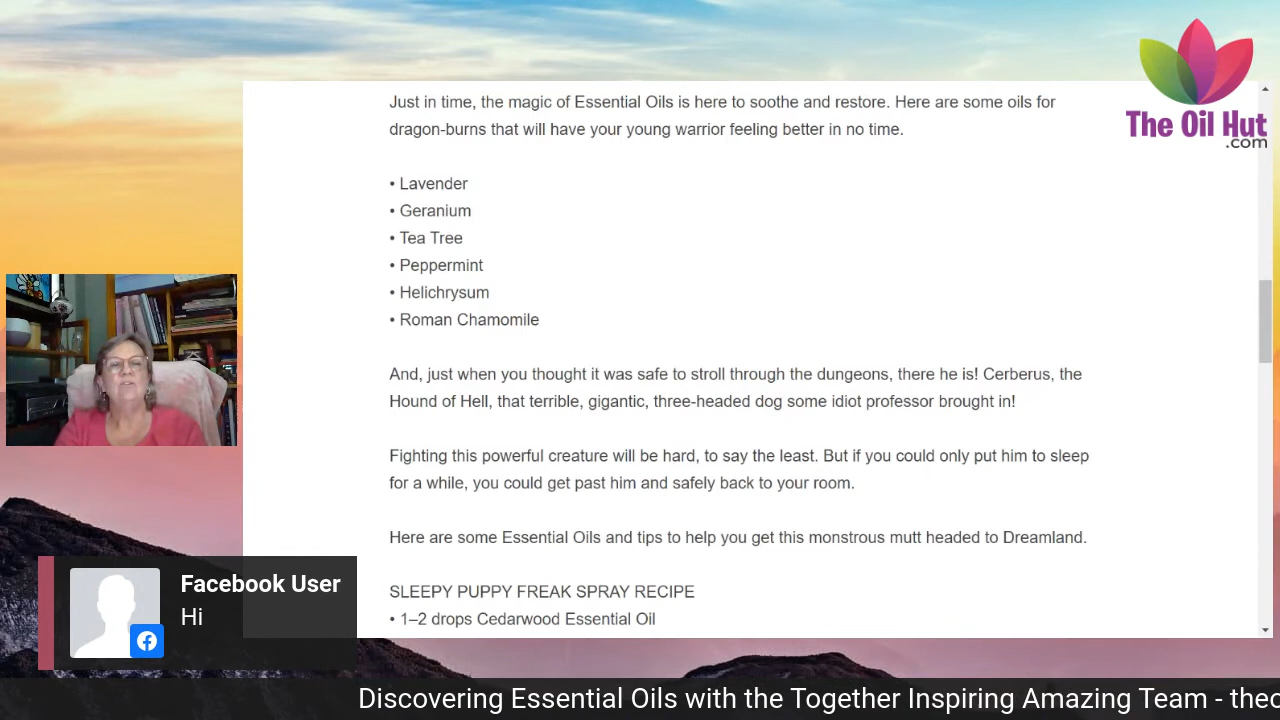 The Oil Hut
.com
Just in time, the magic of Essential Oils is here to soothe and restore. Here are some oils for
dragon-burns that will have your young warrior feeling better in no time.
• Lavender
• Geranium
• Tea Tree
• Peppermint
• Helichrysum
• Roman Chamomile
And, just when you thought it was safe to stroll through the dungeons, there he is! Cerberus, the
Hound of Hell, that terrible, gigantic, three-headed dog some idiot professor brought in!
Fighting this powerful creature will be hard, to say the least. But if you could only put him to sleep
for a while, you could get past him and safely back to your room.
Here are some Essential Oils and tips to help you get this monstrous mutt headed to Dreamland.
SLEEPY PUPPY FREAK SPRAY RECIPE
• 1–2 drops Cedarwood Essential Oil
Facebook User
Hi
Discovering Essential Oils with the Together Inspiring Amazing Team - thec